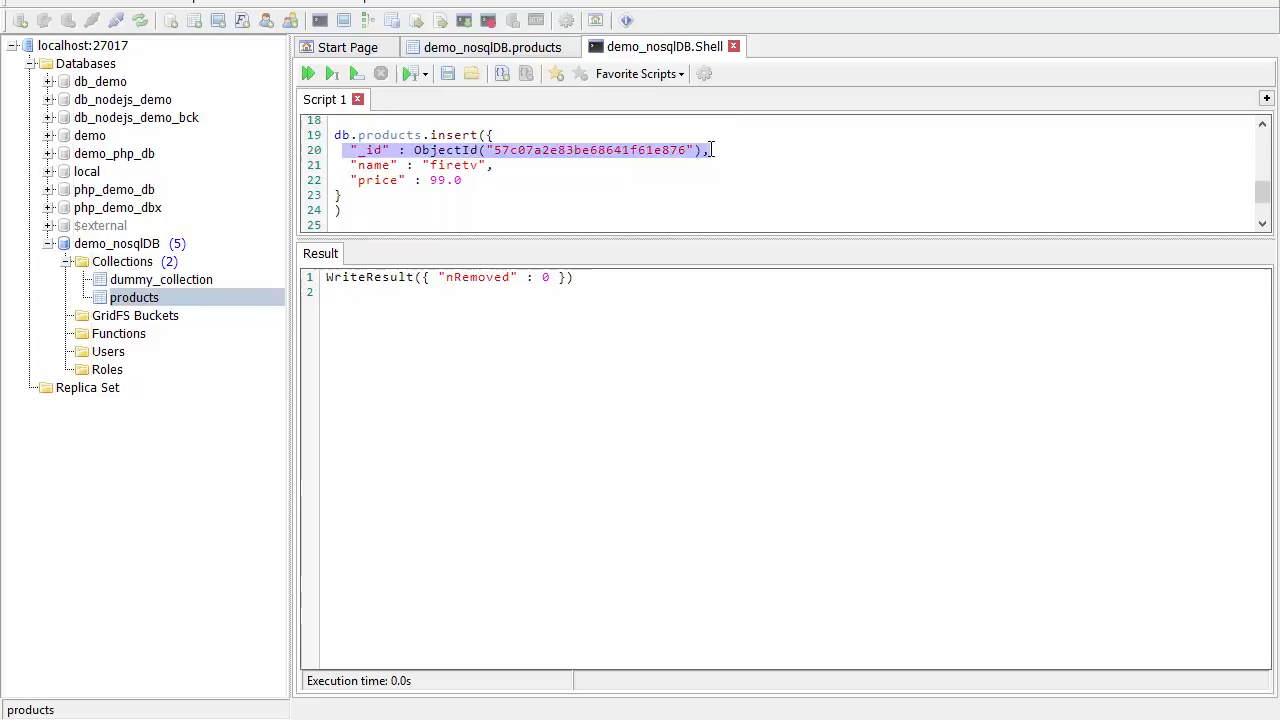 localhost:27017
Databases
db_demo
db_nodejs_demo
db_nodejs_demo_bck
demo
demo_php_db
local
php_demo_db
php_demo_dbx
$external
demo_nosqlDB (5)
Collections (2)
dummy_collection
products
GridFS Buckets
Functions
Users
Roles
Replica Set
products
Start Page
demo_nosqlDB.products
demo_nosqlDB.Shell
Favorite Scripts
Script 1
18
19 db.products.insert({
20 "_id" : ObjectId("57c07a2e83be68641f61e876"),
21 "name" : "firetv",
22 "price" : 99.0
23 }
24 )
25
Result
1 WriteResult({ "nRemoved" : 0 })
2
Execution time: 0.0s